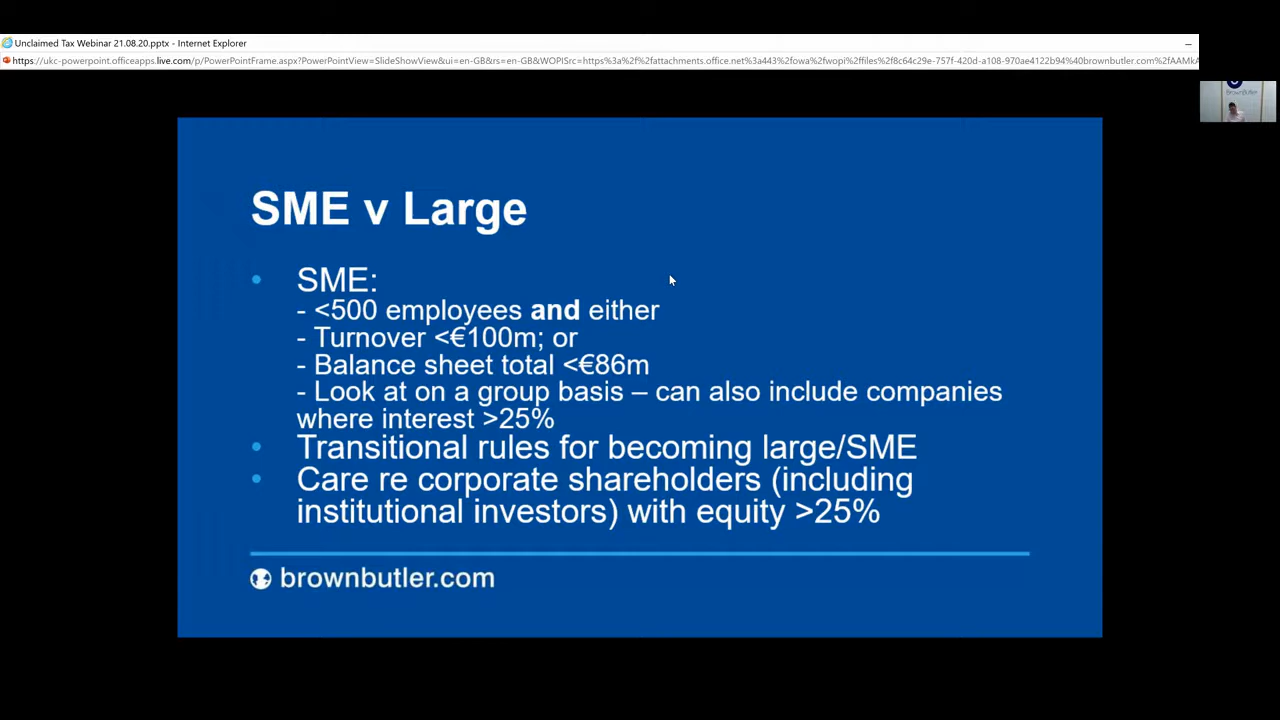 Unclaimed Tax Webinar 21.08.20.pptx - Internet Explorer
https://ukc-powerpoint.officeapps.live.com/p/PowerPointFrame.aspx?PowerPointView=SlideShowView&ui=en-GB&rs=en-GB&WOPISrc=https%3a%2f%2fattachments.office.net%3a443%2fowa%2fwopi%2ffiles%2f8c64c29e-757f-420d-a108-970ae4122b94%40brownbutler.com%2fAAMkA
BrownButler
SME v Large
• SME:
- <500 employees and either
- Turnover <€100m; or
- Balance sheet total <€86m
- Look at on a group basis – can also include companies
where interest >25%
• Transitional rules for becoming large/SME
• Care re corporate shareholders (including
institutional investors) with equity >25%
brownbutler.com